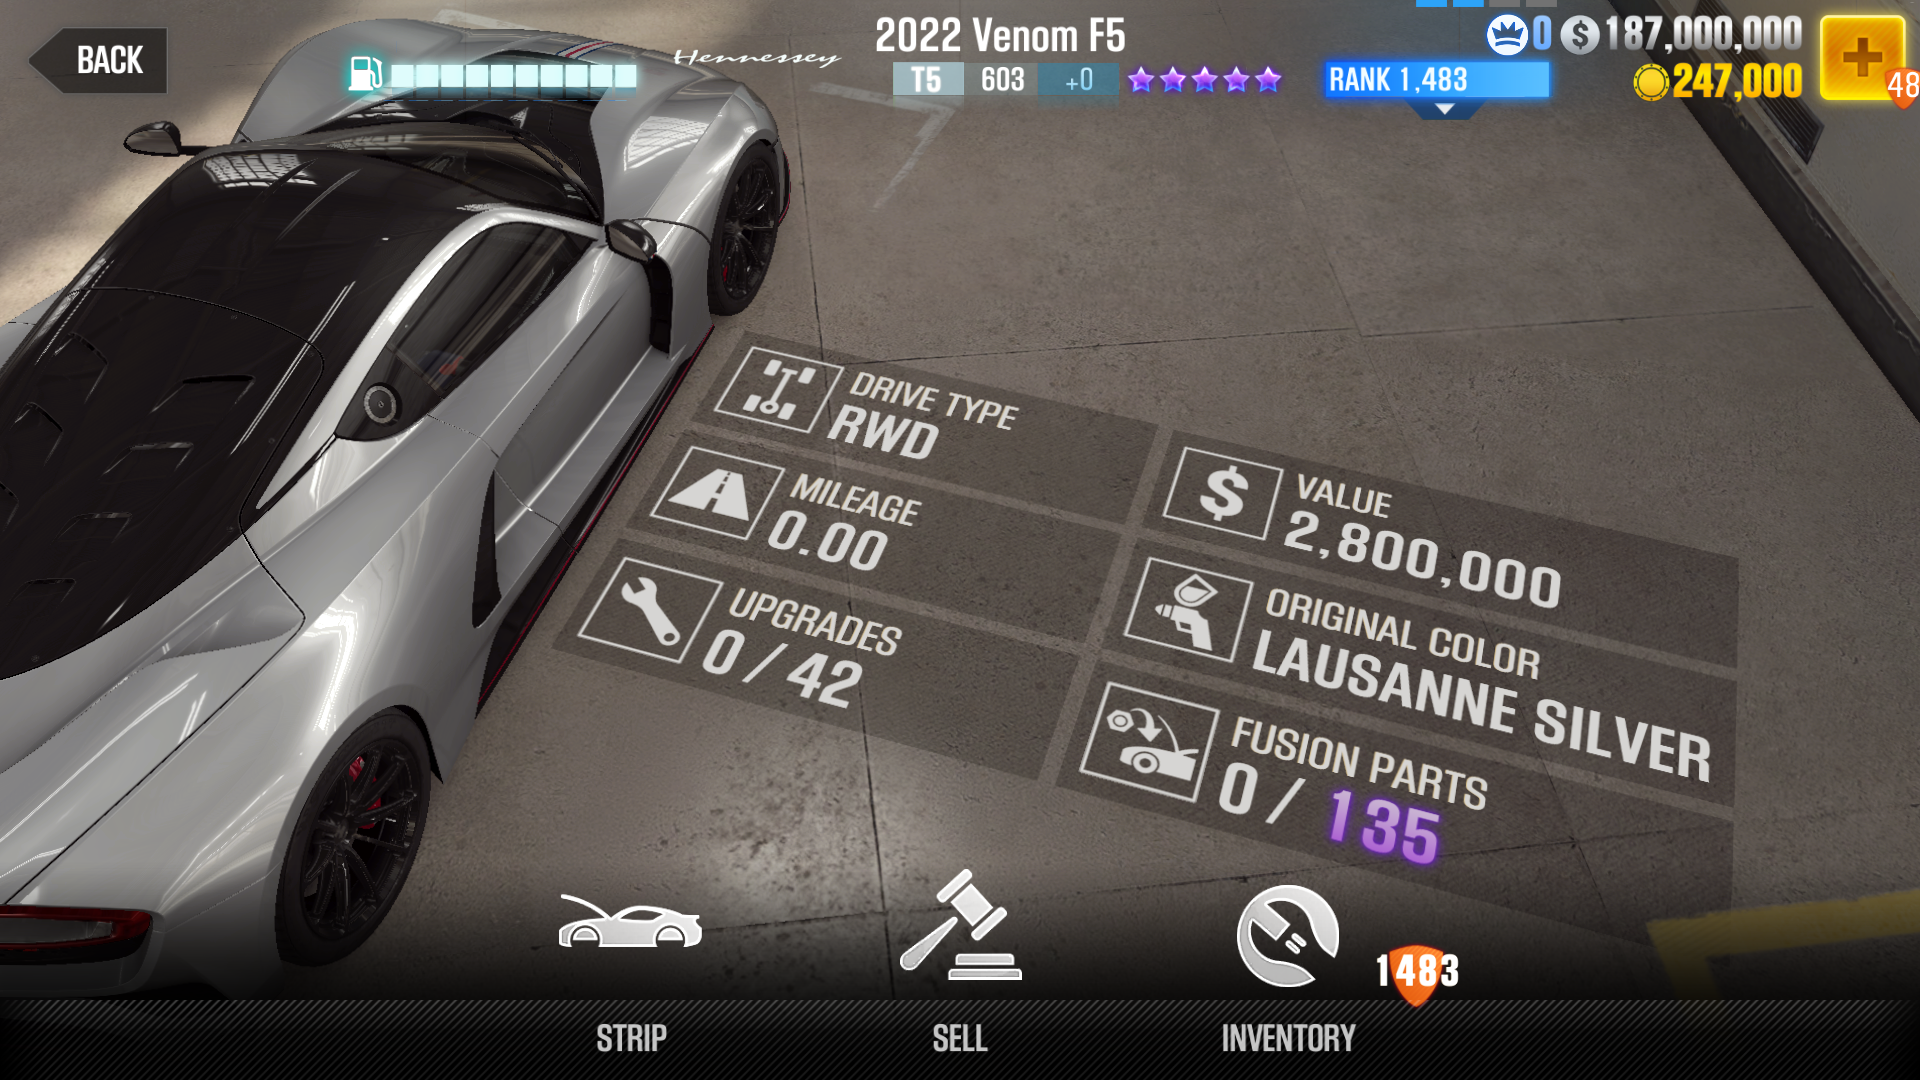 BACK
Hennessey
2022 Venom F5
T5 603 +0
RANK 1,483
0 $ 187,000,000
247,000
48
DRIVE TYPE
RWD
MILEAGE
0.00
UPGRADES
0 / 42
$ VALUE
2,800,000
ORIGINAL COLOR
LAUSANNE SILVER
FUSION PARTS
0 / 135
1483
STRIP
SELL
INVENTORY